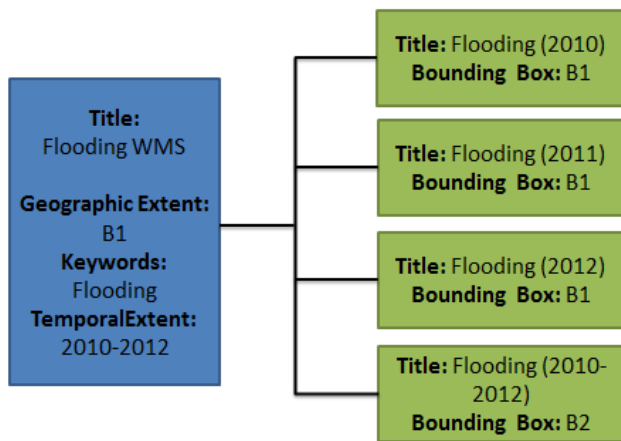 Title:
Flooding WMS
Geographic Extent:
B1
Keywords:
Flooding
TemporalExtent:
2010-2012
Title: Flooding (2010)
Bounding Box: B1
Title: Flooding (2011)
Bounding Box: B1
Title: Flooding (2012)
Bounding Box: B1
Title: Flooding (2010-
2012)
Bounding Box: B2